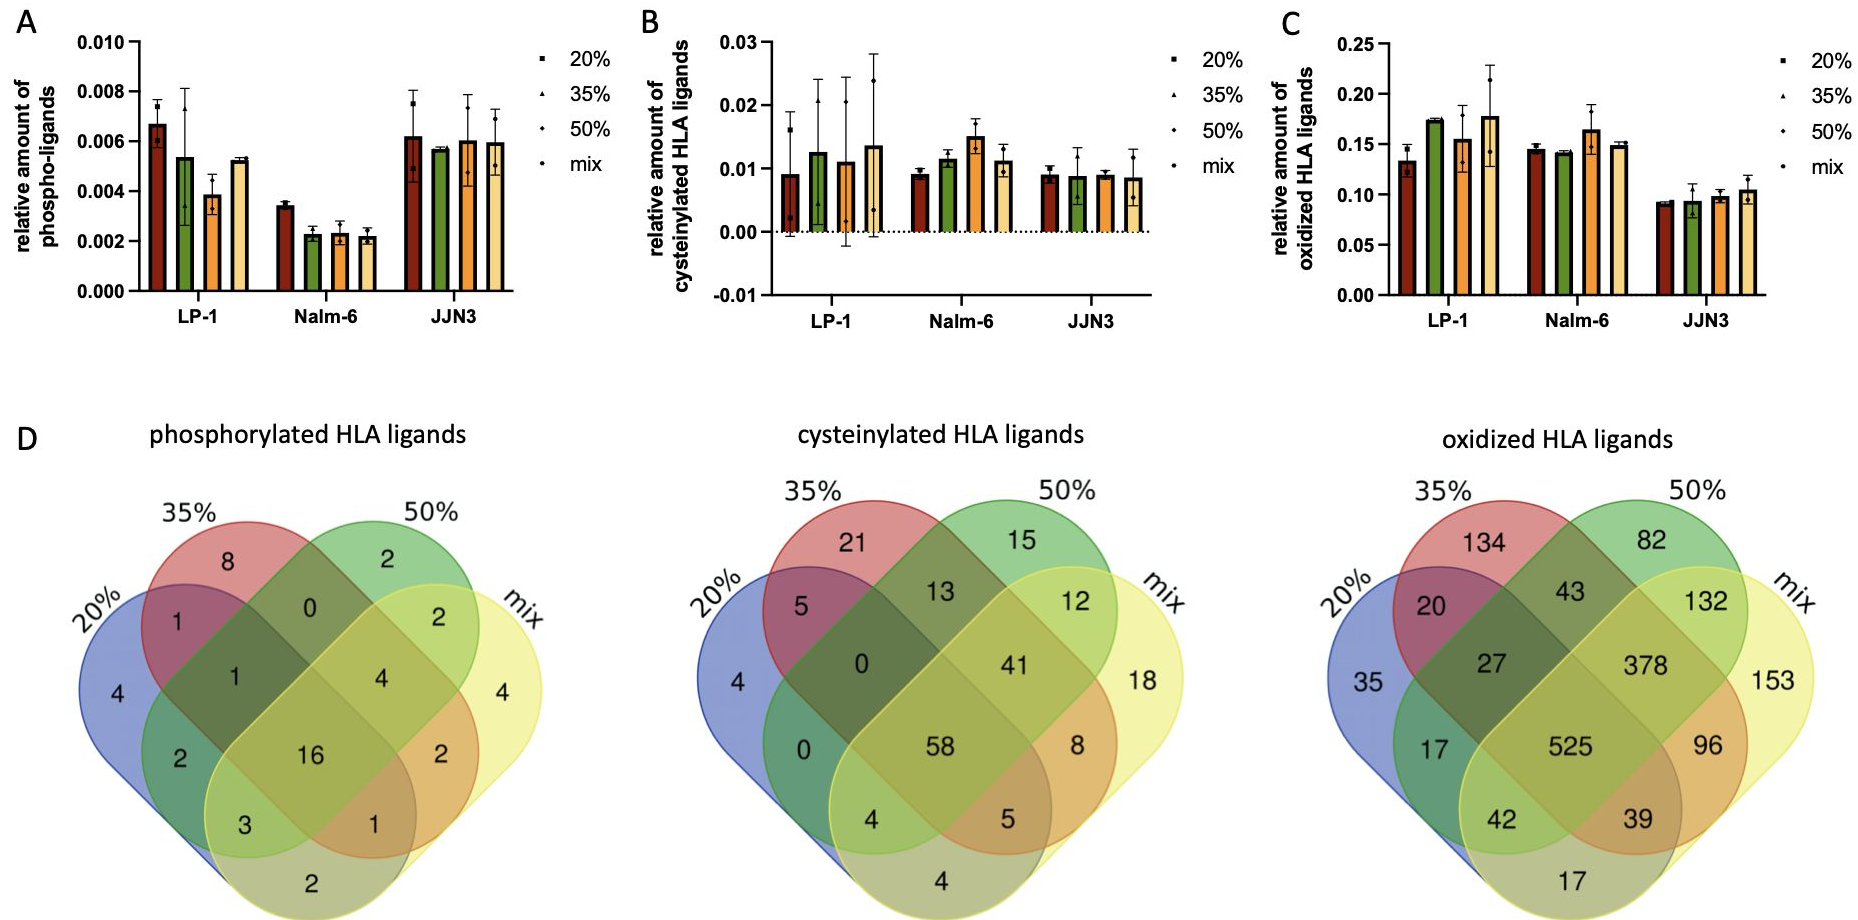 A
relative amount of
phospho-ligands
0.010
0.008
0.006
0.004
0.002
0.000
LP-1
Nalm-6
JJN3
20%
35%
50%
mix
B
relative amount of
cysteinylated HLA ligands
0.03
0.02
0.01
0.00
-0.01
LP-1
Nalm-6
JJN3
20%
35%
50%
mix
C
relative amount of
oxidized HLA ligands
0.25
0.20
0.15
0.10
0.05
0.00
LP-1
Nalm-6
JJN3
20%
35%
50%
mix
D
phosphorylated HLA ligands
35%
50%
20%
mix
8
2
1
0
2
4
1
4
4
2
16
2
3
1
2
cysteinylated HLA ligands
35%
50%
20%
mix
21
15
5
13
12
4
0
41
18
0
58
8
4
5
4
oxidized HLA ligands
35%
50%
20%
mix
134
82
20
43
132
35
27
378
153
17
525
96
42
39
17